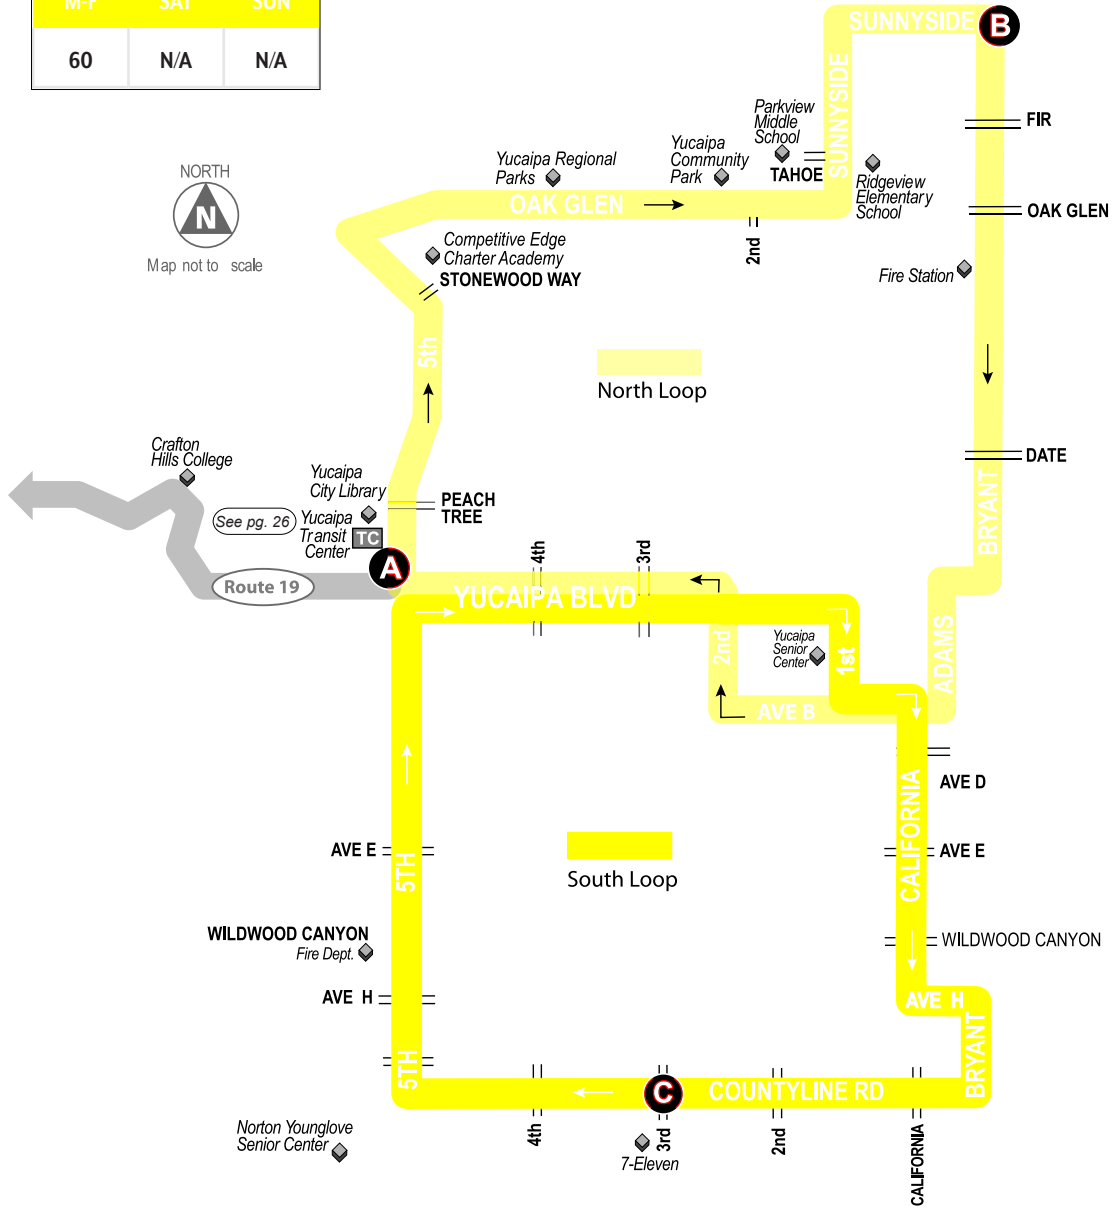 M-F SAT SUN
60 N/A N/A
SUNNYSIDE
B
SUNNYSIDE
FIR
Parkview
Middle
School
TAHOE
Yucaipa
Community
Park
Yucaipa Regional
Parks
Ridgeview
Elementary
School
NORTH
N
Map not to scale
OAK GLEN
OAK GLEN
2nd
Competitive Edge
Charter Academy
STONEWOOD WAY
Fire Station
5th
North Loop
Crafton
Hills College
Yucaipa
City Library
PEACH
TREE
DATE
BRYANT
See pg. 26
Yucaipa
Transit
Center
TC
A
Route 19
4th
3rd
YUCAIPA BLVD
2nd
Yucaipa
Senior
Center
1st
ADAMS
AVE B
AVE D
CALIFORNIA
AVE E
AVE E
5TH
South Loop
WILDWOOD CANYON
Fire Dept.
WILDWOOD CANYON
AVE H
AVE H
BRYANT
5TH
C
COUNTYLINE RD
Norton Younglove
Senior Center
4th
3rd
7-Eleven
2nd
CALIFORNIA